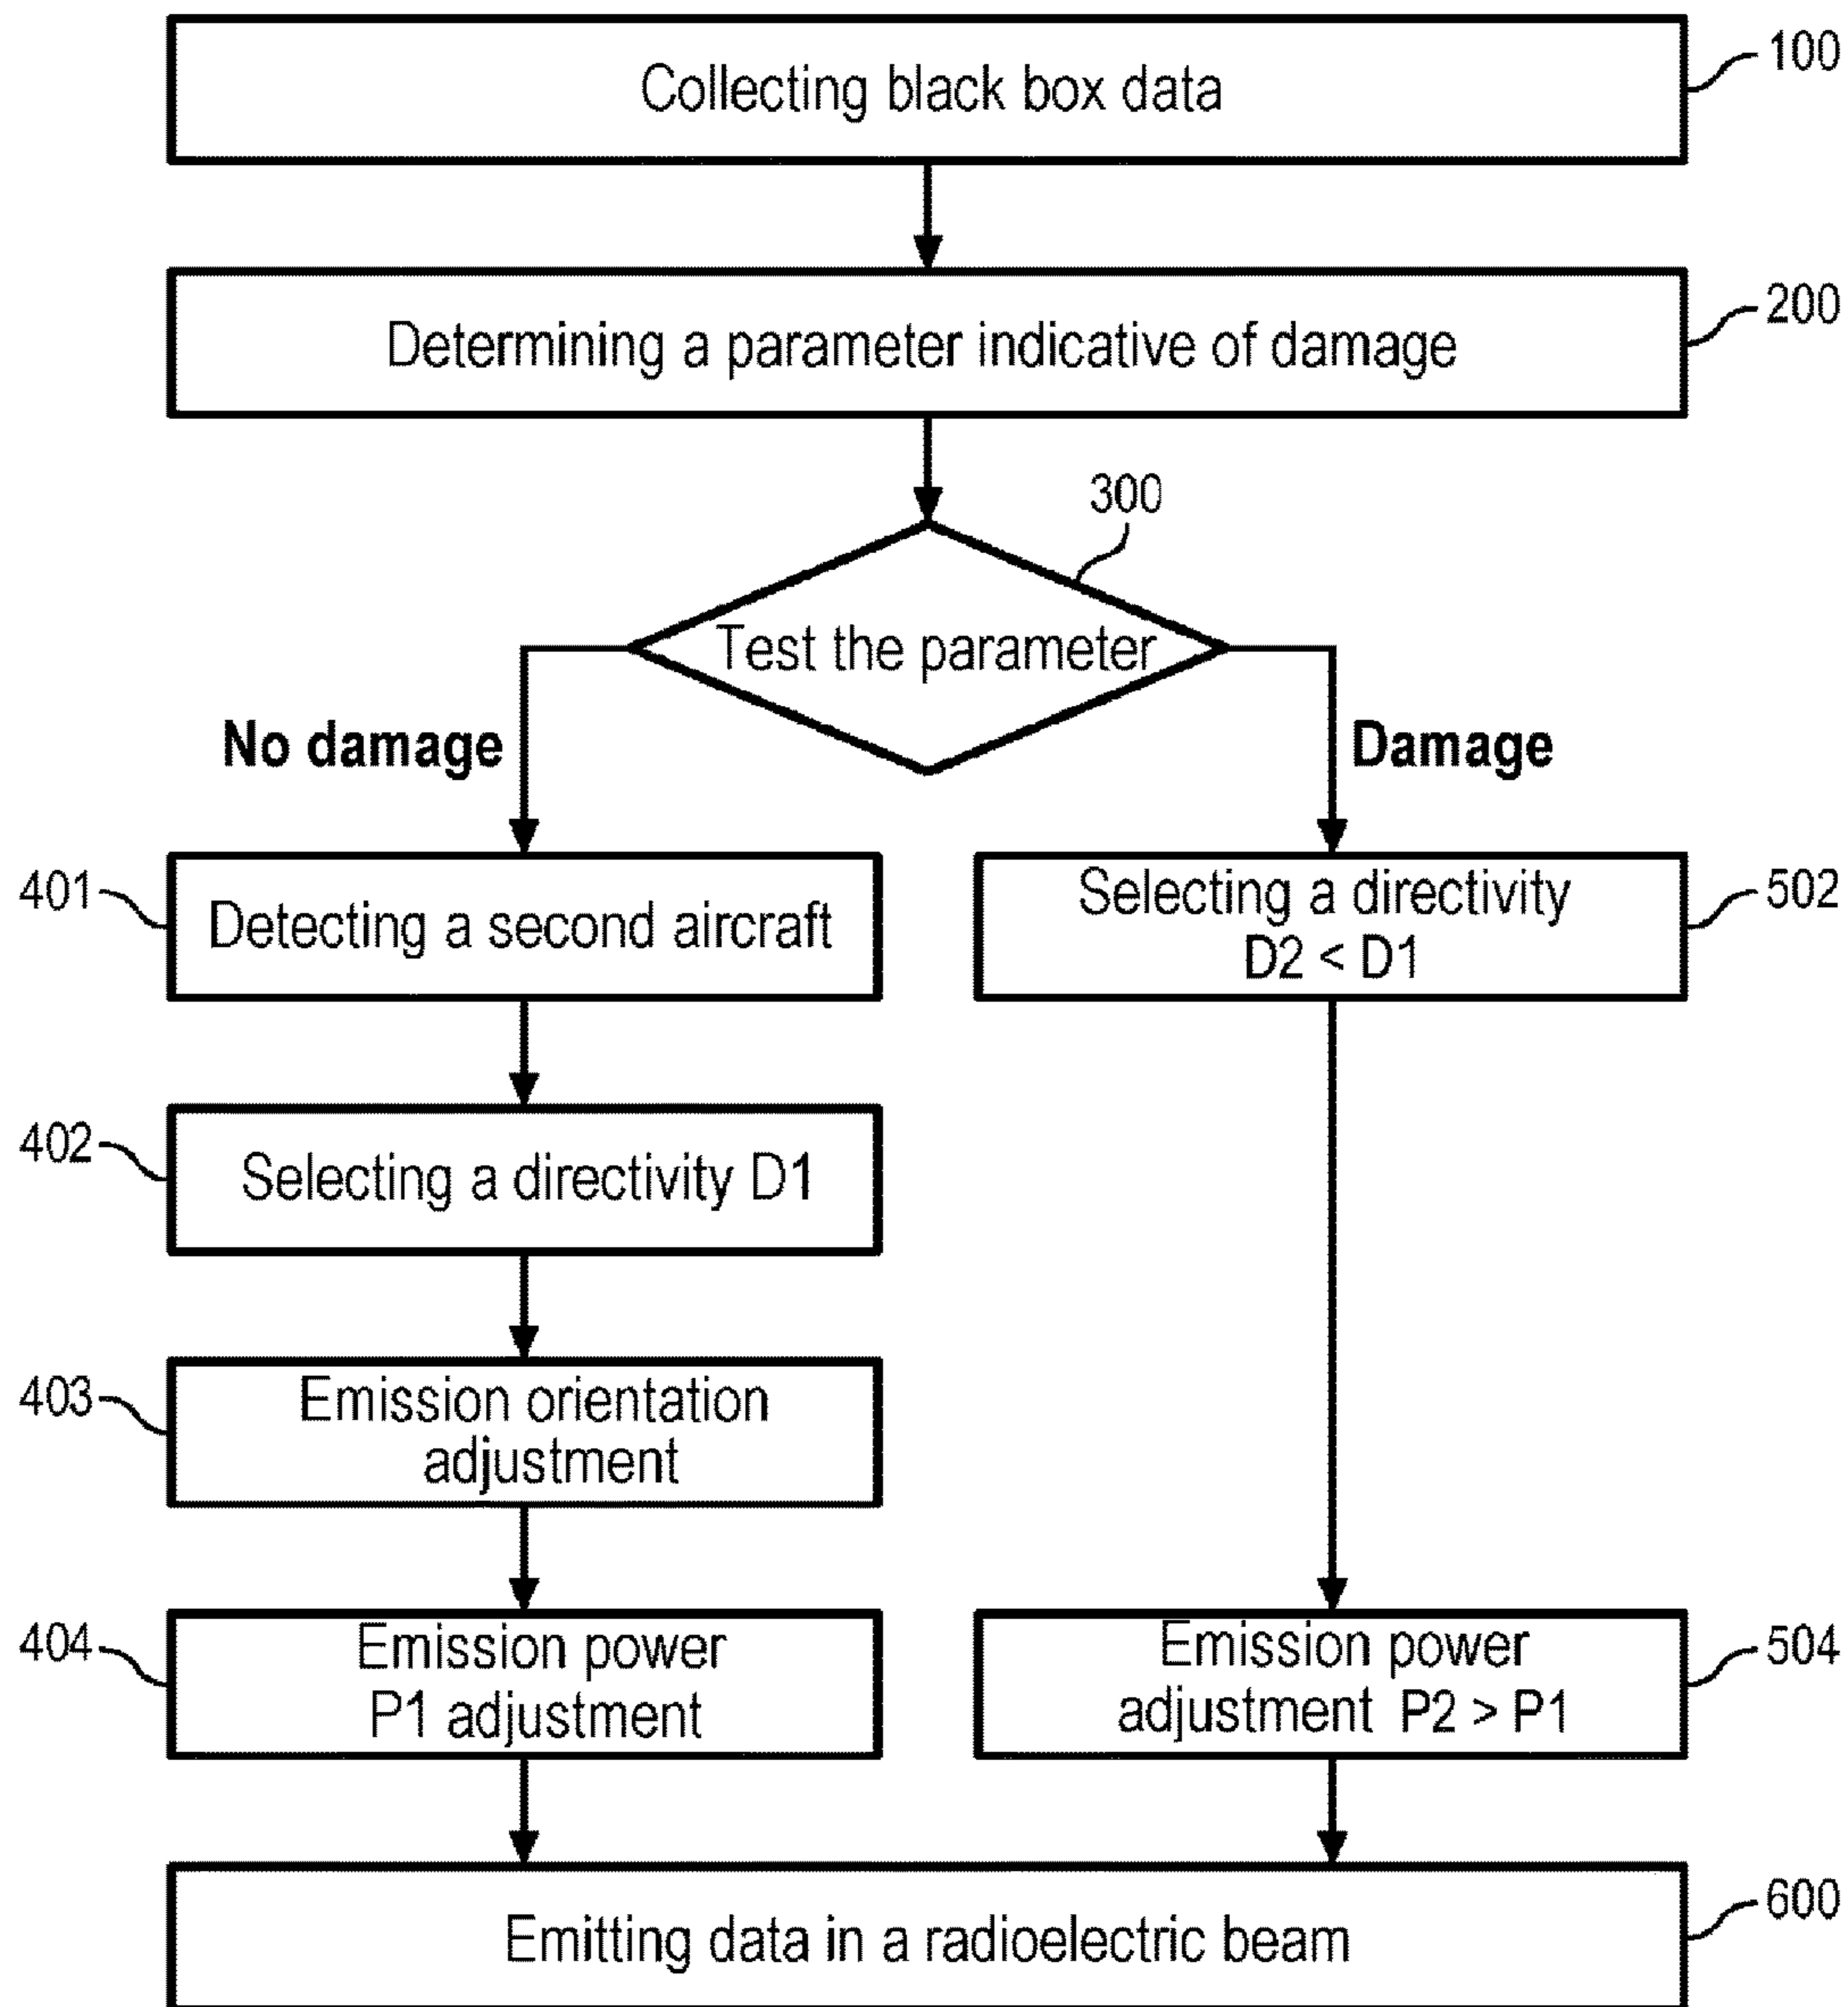 Collecting black box data
100
Determining a parameter indicative of damage
200
300
Test the parameter
No damage
Damage
401
Detecting a second aircraft
Selecting a directivity
D2 < D1
502
402
Selecting a directivity D1
403
Emission orientation
adjustment
404
Emission power
P1 adjustment
Emission power
adjustment P2 > P1
504
Emitting data in a radioelectric beam
600